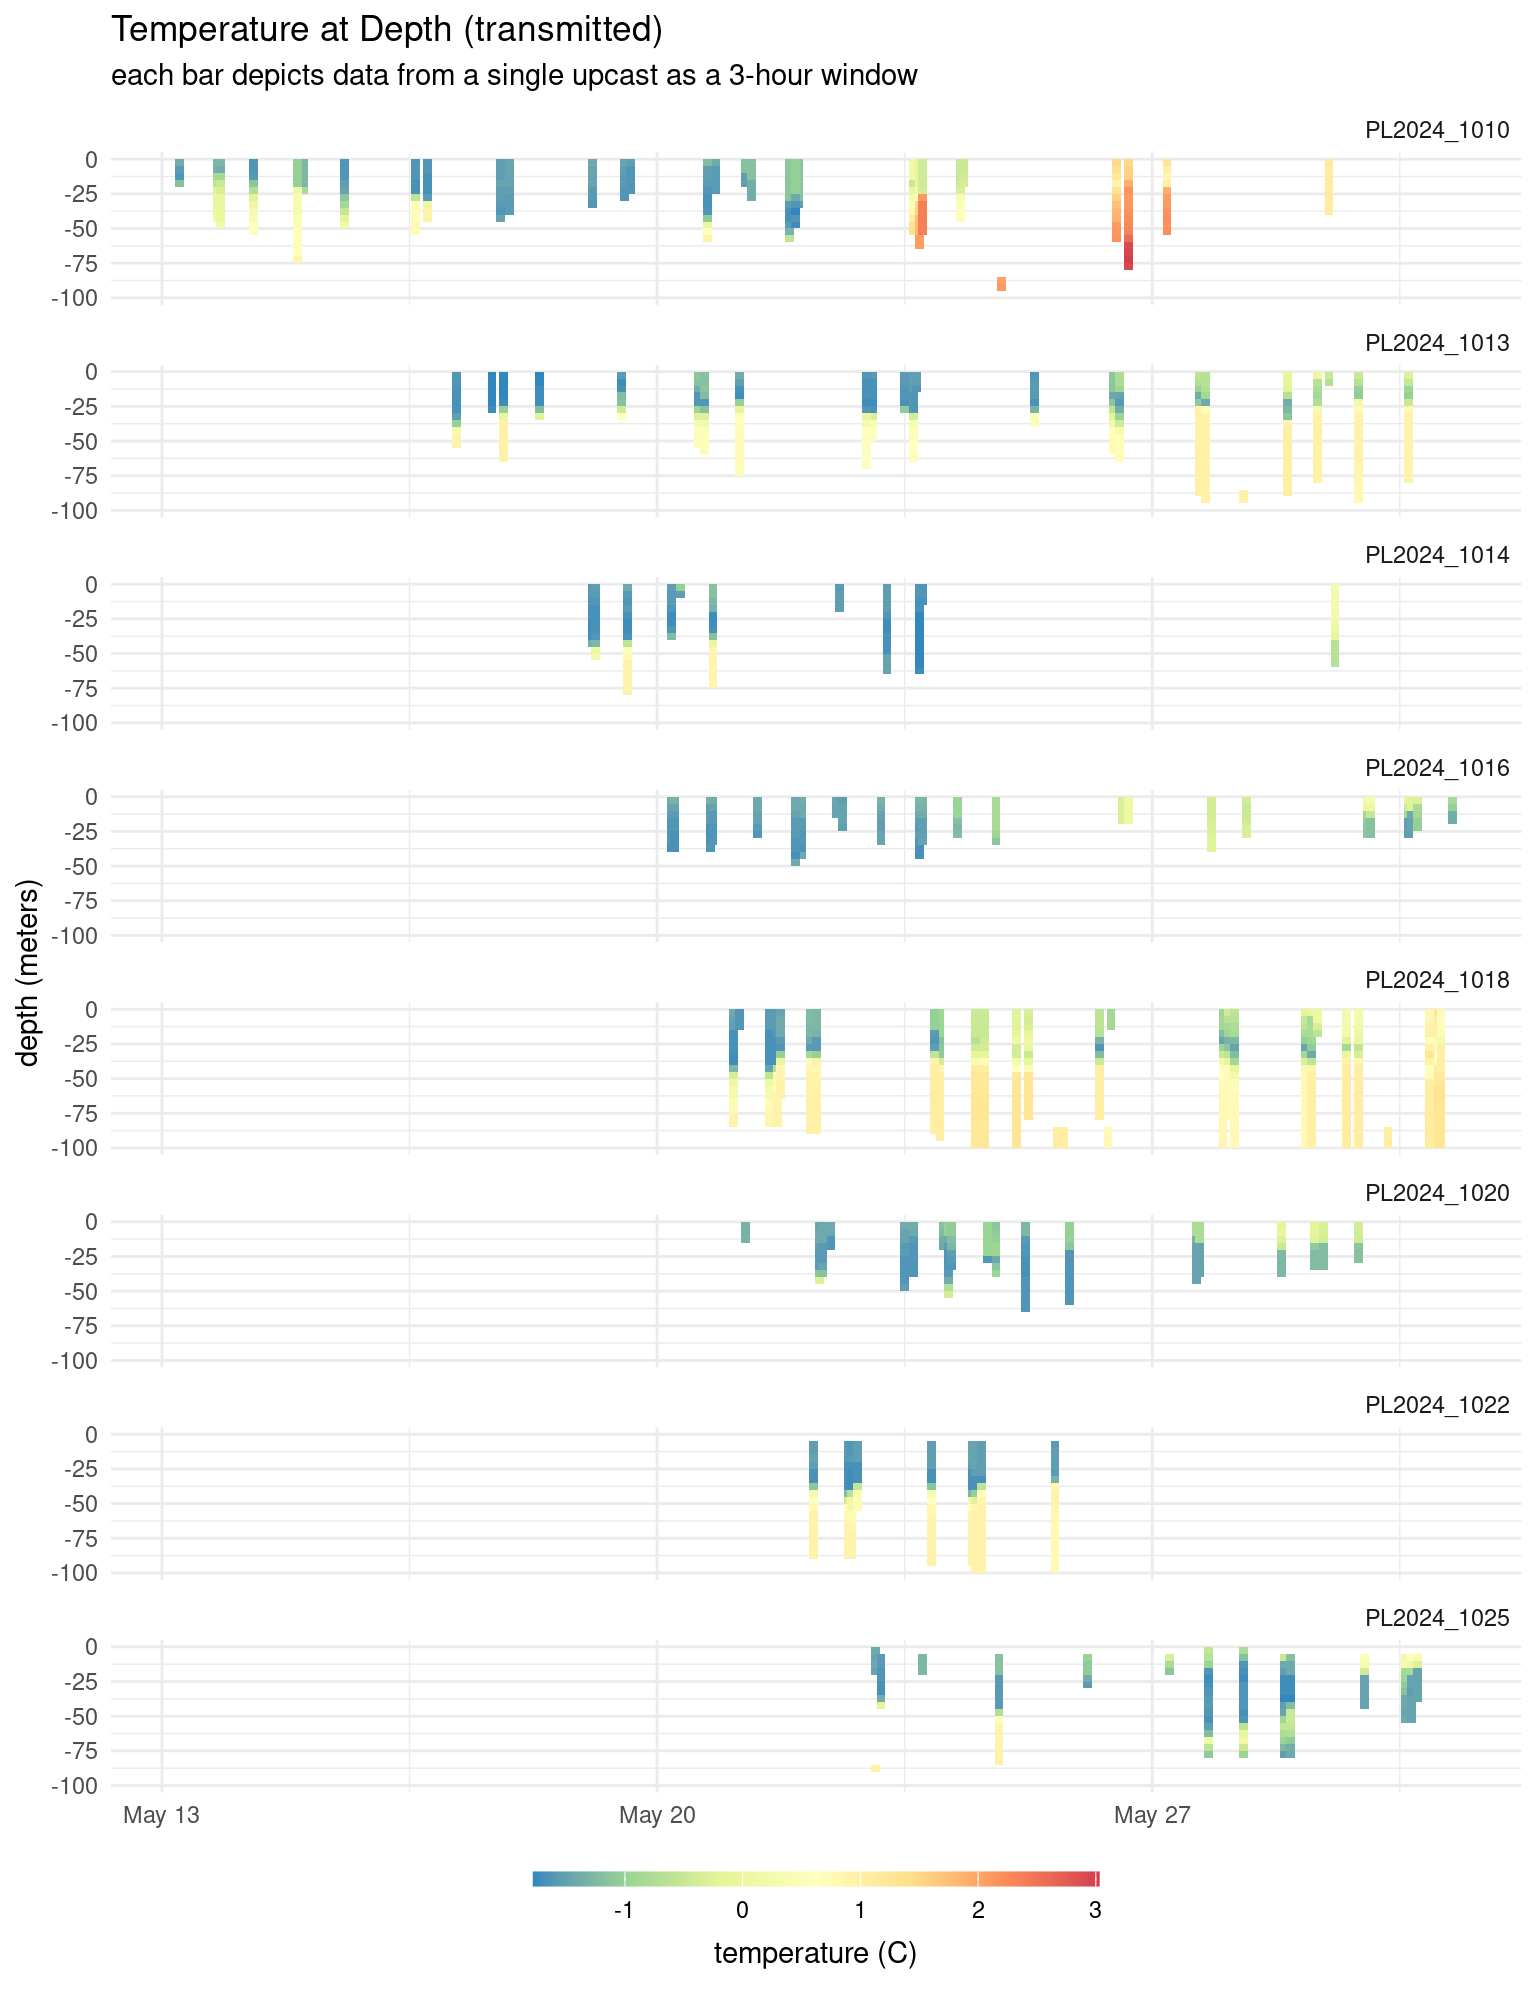 Temperature at Depth (transmitted)
each bar depicts data from a single upcast as a 3-hour window
PL2024_1010
0
-25
-50
-75
-100
PL2024_1013
0
-25
-50
-75
-100
PL2024_1014
0
-25
-50
-75
-100
PL2024_1016
0
-25
-50
-75
-100
depth (meters)
PL2024_1018
0
-25
-50
-75
-100
PL2024_1020
0
-25
-50
-75
-100
PL2024_1022
0
-25
-50
-75
-100
PL2024_1025
0
-25
-50
-75
-100
May 13 May 20 May 27
-1 0 1 2 3
temperature (C)